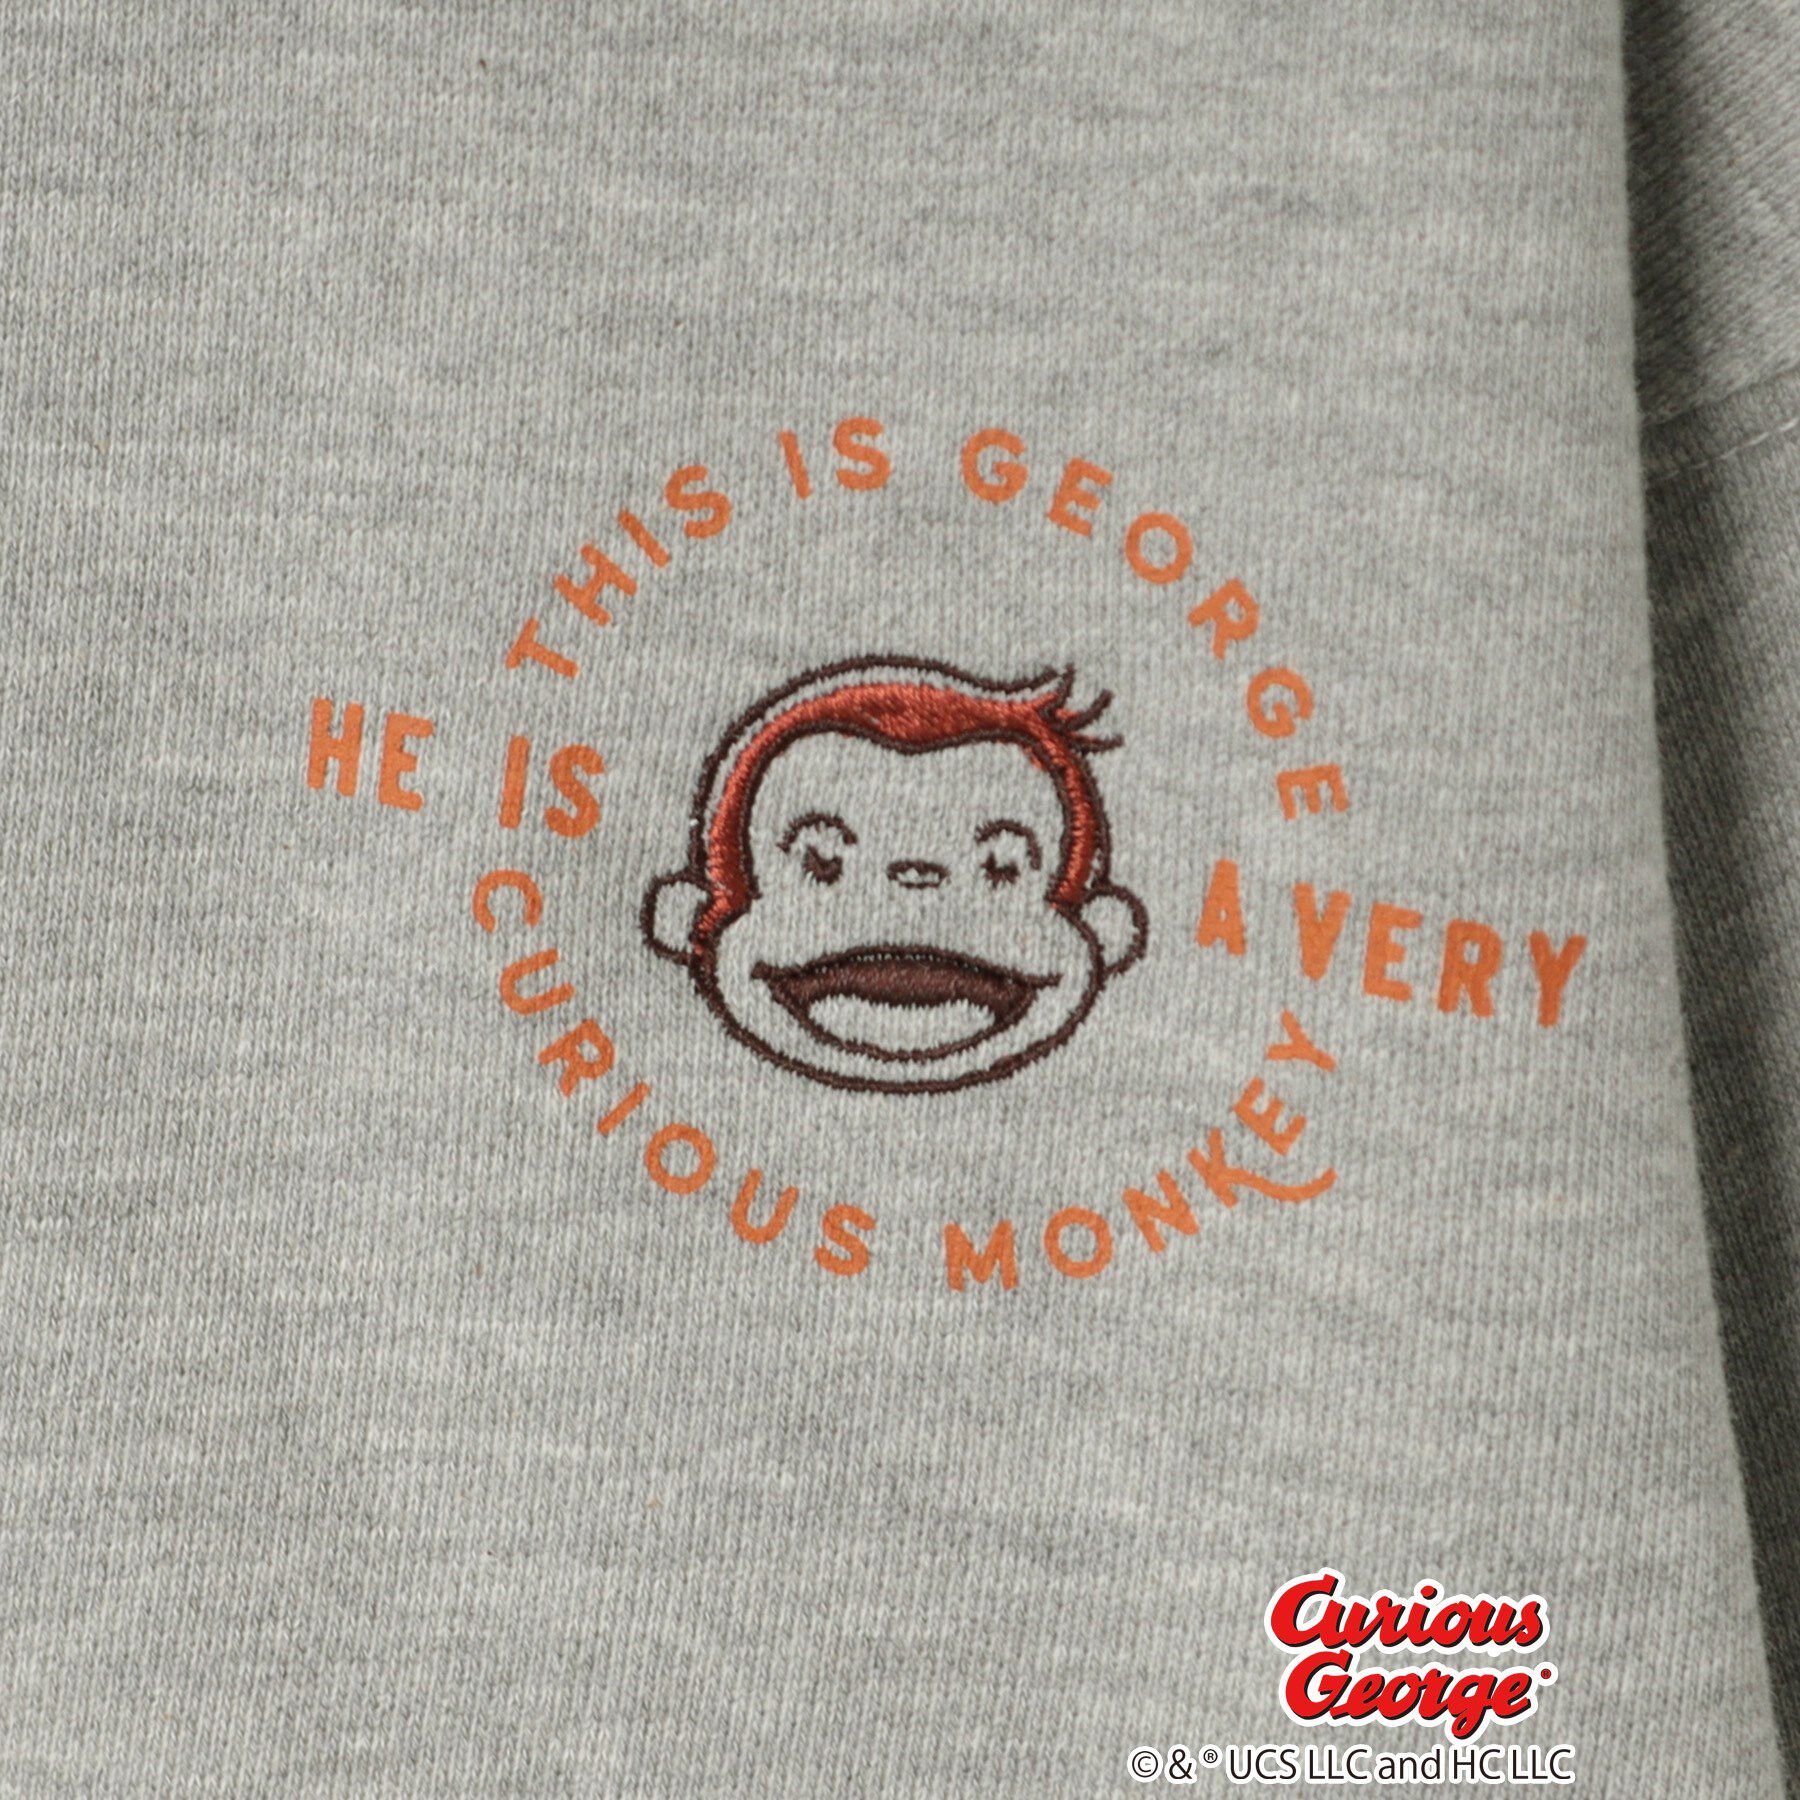 THIS IS GEORGE
HE IS A VERY
CURIOUS MONKEY
Curious
George®
© & ® UCS LLC and HC LLC